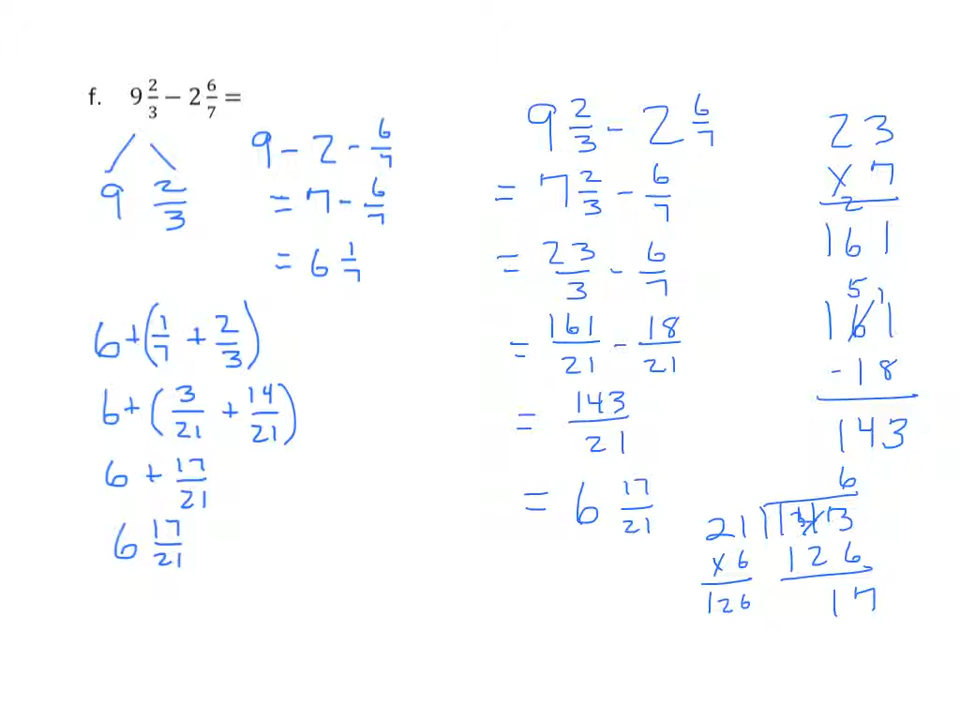 f. 9 2/3 − 2 6/7 =
9 2/3
9 - 2 - 6/7
= 7 - 6/7
= 6 1/7
6 + (1/7 + 2/3)
6 + (3/21 + 14/21)
6 + 17/21
6 17/21
9 2/3 - 2 6/7
= 7 2/3 - 6/7
= 23/3 - 6/7
= 161/21 - 18/21
= 143/21
= 6 17/21
23
x 7
2
161
5 1
161
- 18
143
6
21 143
x 6
126
126
17